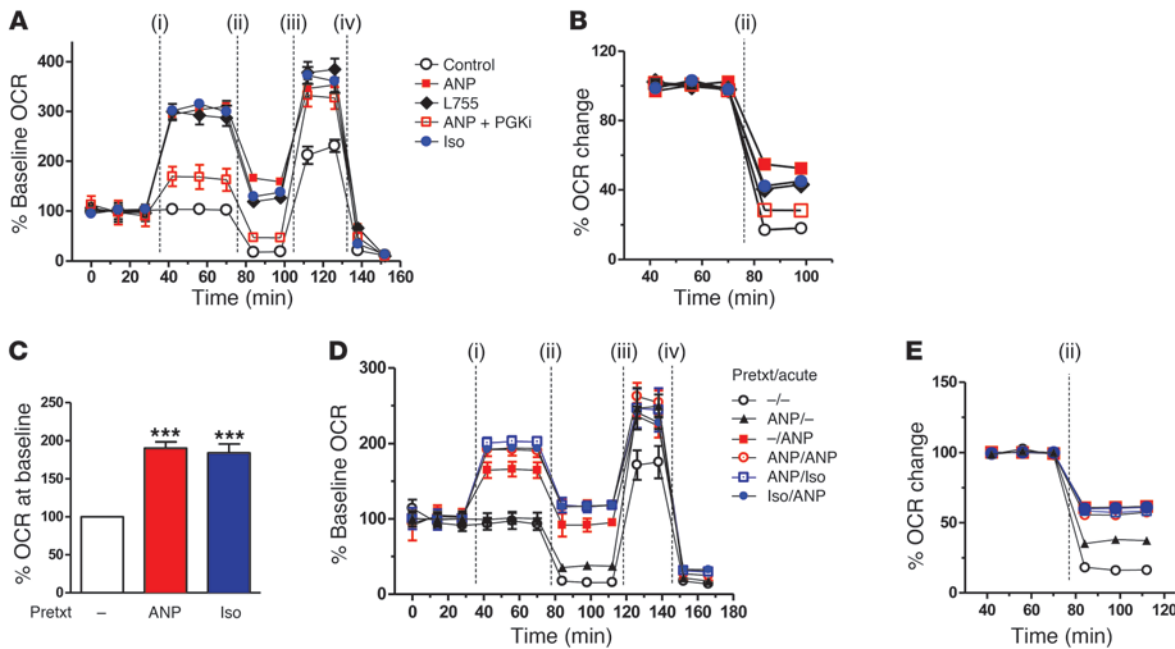 A
(i) (ii) (iii) (iv)
% Baseline OCR
400
300
200
100
0
0 20 40 60 80 100 120 140 160
Time (min)
Control
ANP
L755
ANP + PGKi
Iso
B
(ii)
% OCR change
120
80
40
0
40 60 80 100
Time (min)
C
% OCR at baseline
250
200
150
100
50
0
*** ***
Pretxt – ANP Iso
D
(i) (ii) (iii) (iv)
% Baseline OCR
300
200
100
0
0 20 40 60 80 100 120 140 160 180
Time (min)
Pretxt/acute
–/–
ANP/–
–/ANP
ANP/ANP
ANP/Iso
Iso/ANP
E
(ii)
% OCR change
150
100
50
0
40 60 80 100 120
Time (min)